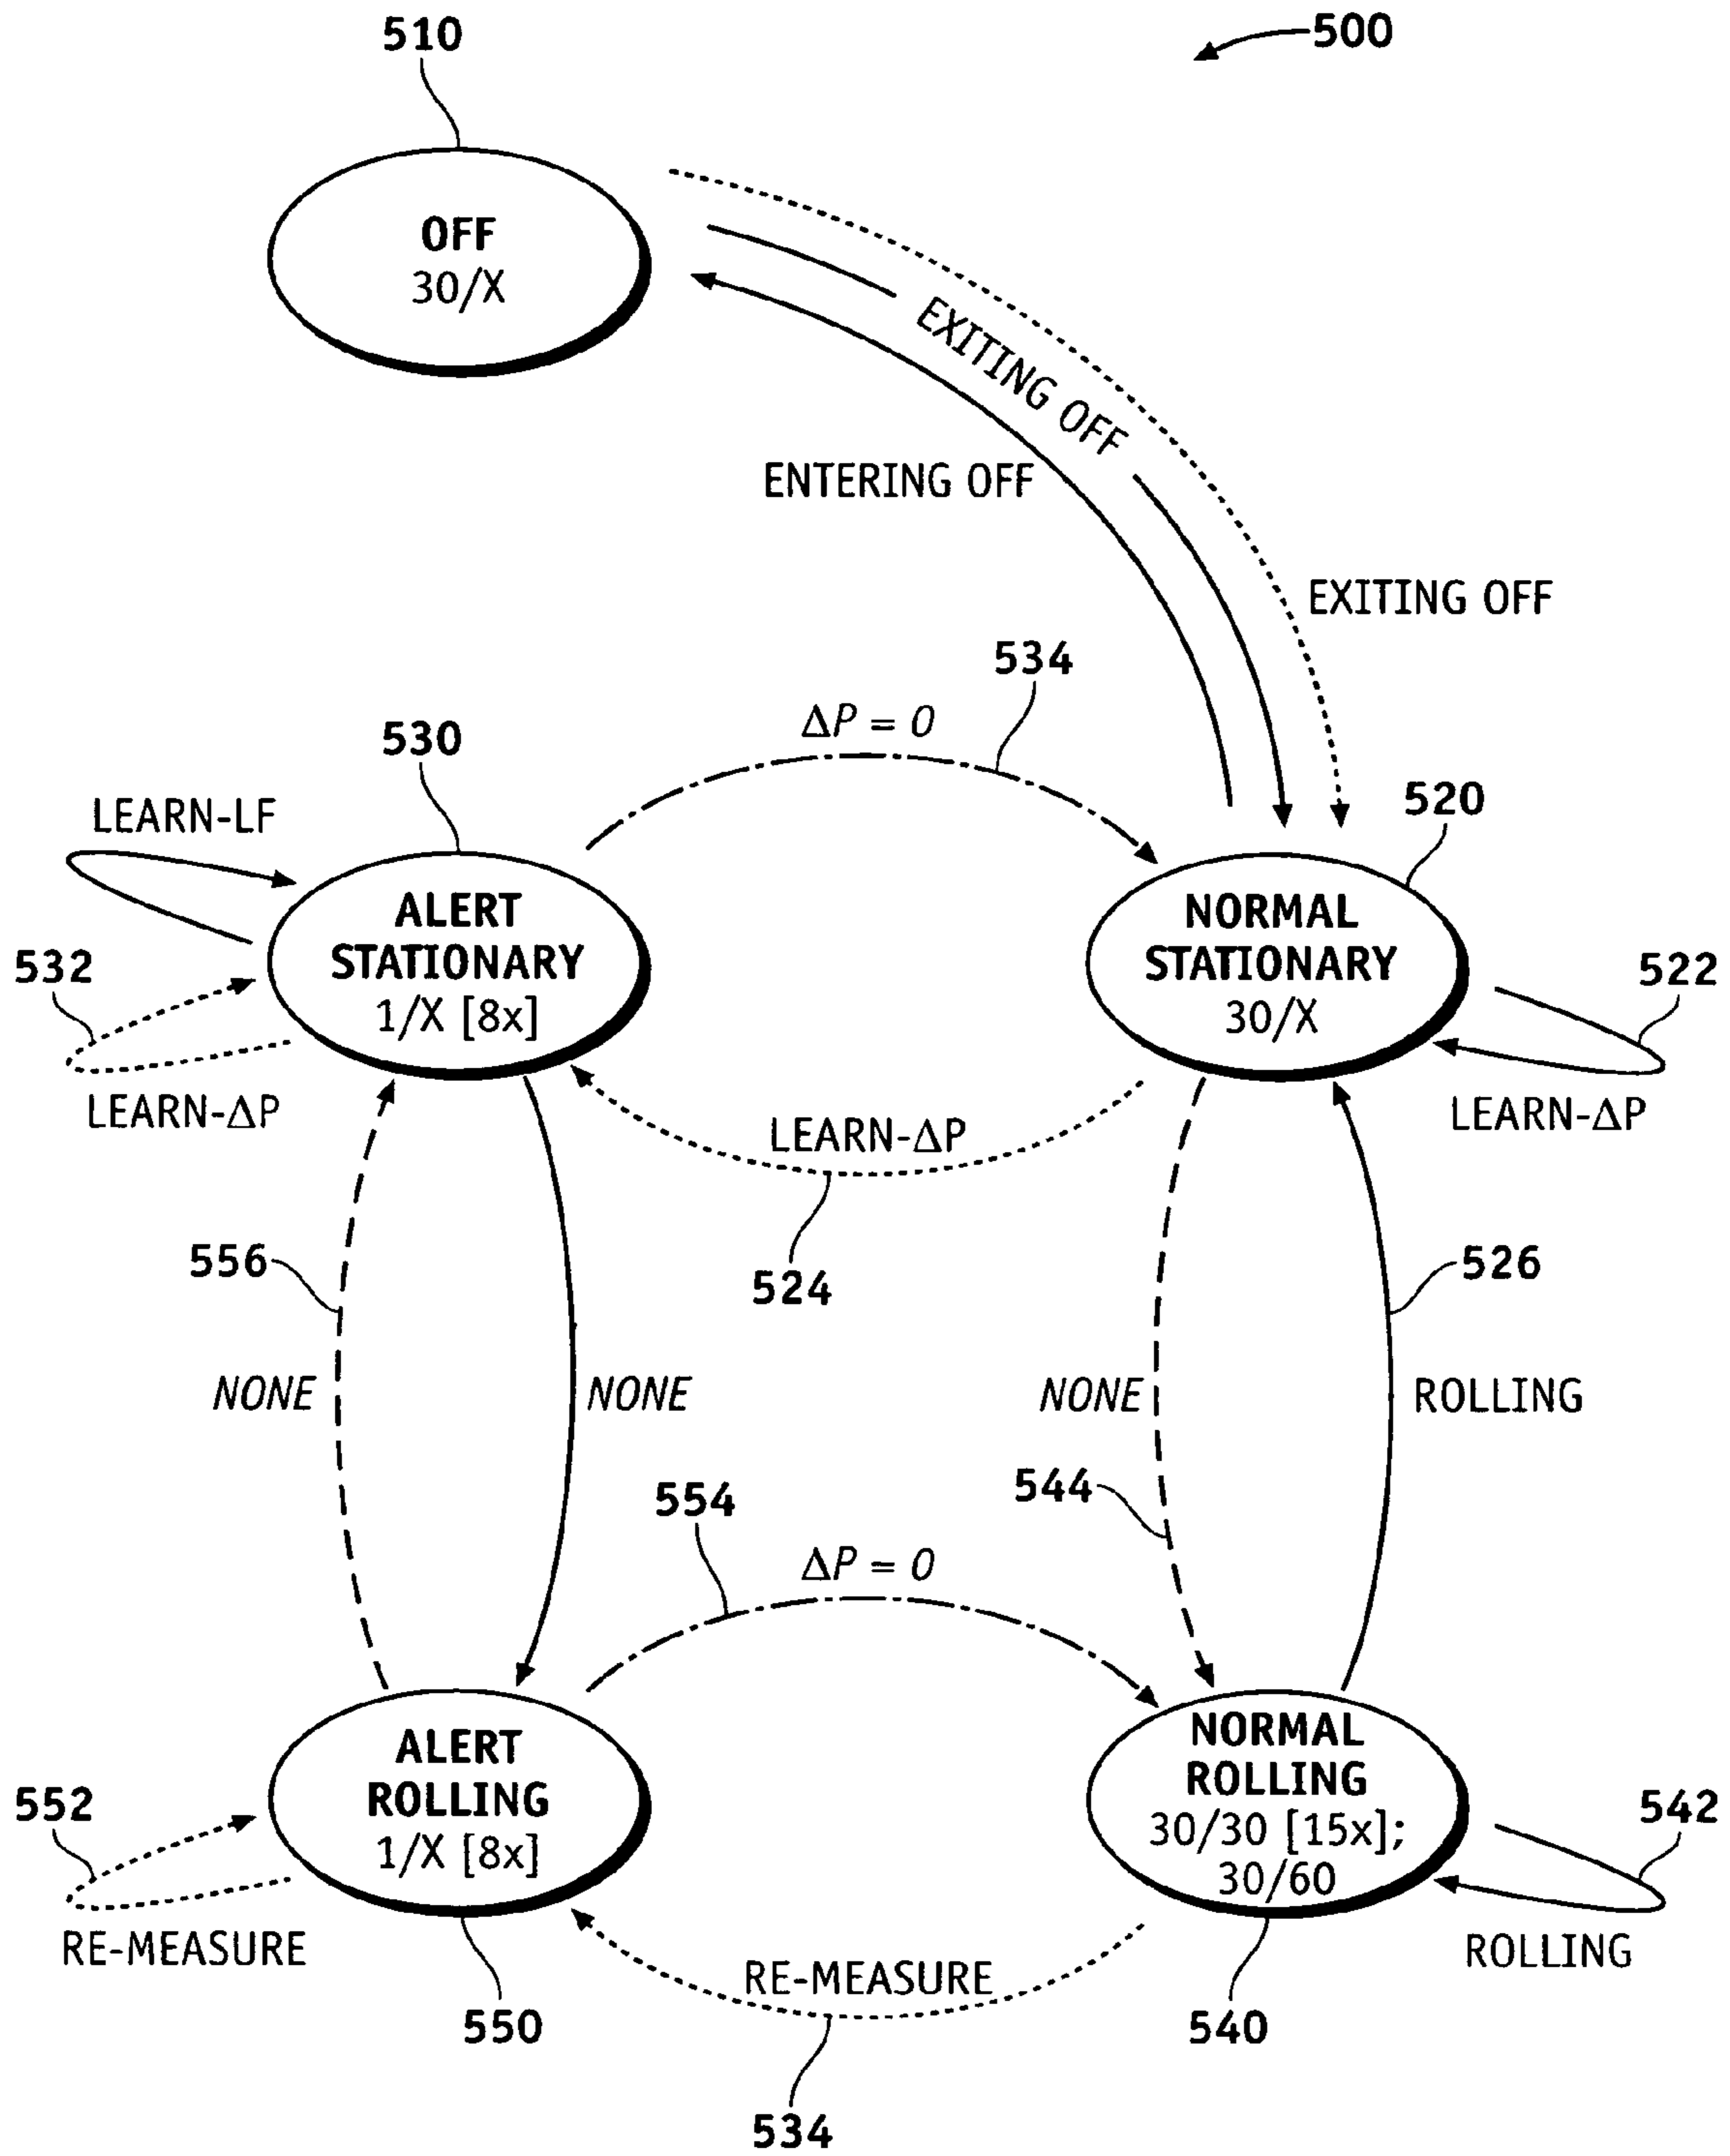 510
500
OFF
30/X
EXITING OFF
ENTERING OFF
EXITING OFF
534
ΔP = 0
530
520
LEARN-LF
ALERT
STATIONARY
1/X [8x]
NORMAL
STATIONARY
30/X
532
522
LEARN-ΔP
LEARN-ΔP
LEARN-ΔP
524
556
526
NONE
NONE
NONE
ROLLING
554
544
ΔP = 0
ALERT
ROLLING
1/X [8x]
NORMAL
ROLLING
30/30 [15x];
30/60
552
542
RE-MEASURE
RE-MEASURE
ROLLING
550
540
534